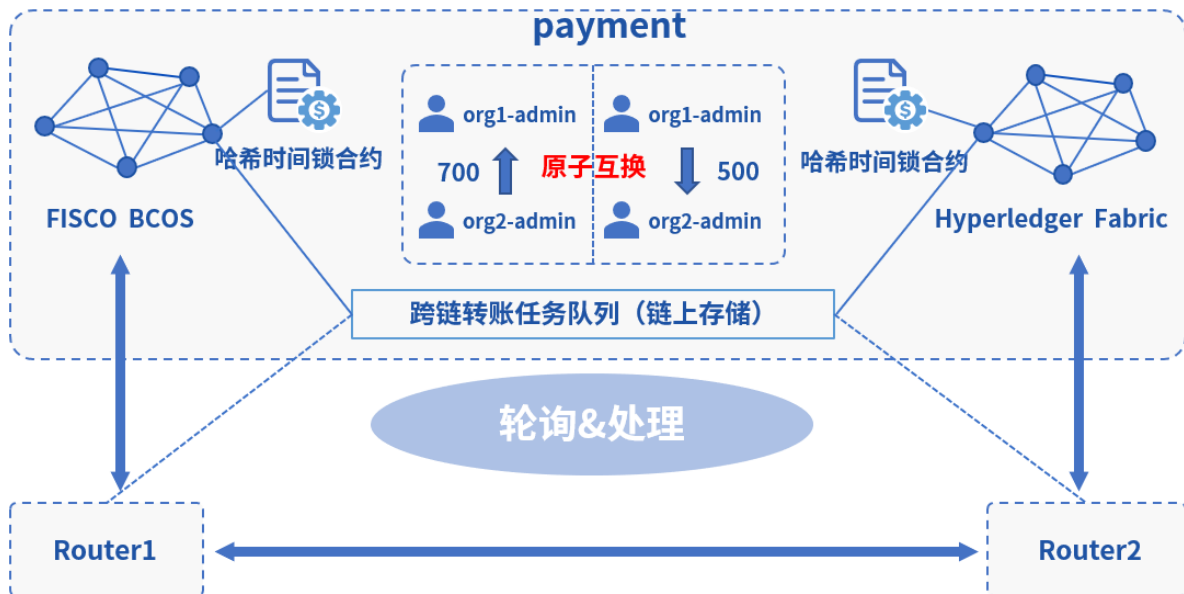 payment
哈希时间锁合约
FISCO BCOS
org1-admin
org1-admin
700
原子互换
500
org2-admin
org2-admin
哈希时间锁合约
Hyperledger Fabric
跨链转账任务队列（链上存储）
轮询&处理
Router1
Router2